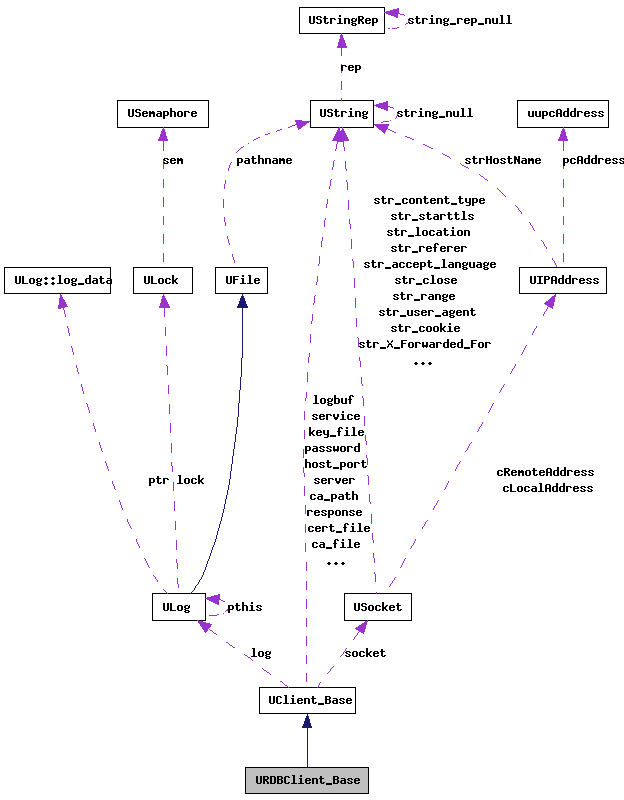 UStringRep
string_rep_null
rep
USemaphore
UString
string_null
uupcAddress
sem
pathname
strHostName
pcAddress
str_content_type
str_starttls
str_location
str_referer
str_accept_language
str_close
str_range
str_user_agent
str_cookie
str_X_Forwarded_For
...
ULog::log_data
ULock
UFile
UIPAddress
logbuf
service
key_file
password
host_port
server
ca_path
response
cert_file
ca_file
...
ptr
lock
cRemoteAddress
cLocalAddress
ULog
pthis
USocket
log
socket
UClient_Base
URDBClient_Base